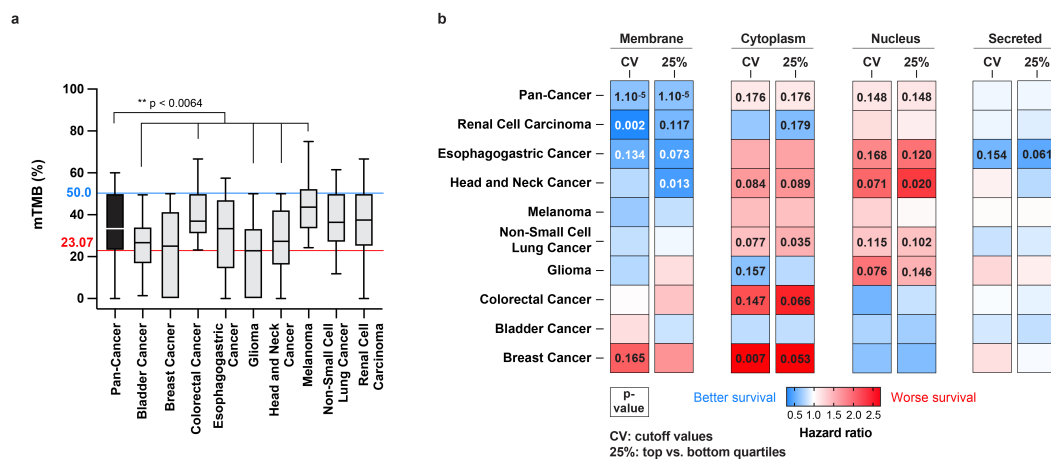 a
b
** p < 0.0064
mTMB (%)
100
80
60
50.0
40
23.07
20
0
Pan-Cancer
Bladder Cancer
Breast Cacner
Colorectal Cancer
Esophagogastric
Cancer
Glioma
Head and Neck
Cancer
Melanoma
Non-Small Cell
Lung Cancer
Renal Cell
Carcinoma
Membrane Cytoplasm Nucleus Secreted
CV 25% CV 25% CV 25% CV 25%
Pan-Cancer 1.10-5 1.10-5 0.176 0.176 0.148 0.148
Renal Cell Carcinoma 0.002 0.117 0.179
Esophagogastric Cancer 0.134 0.073 0.168 0.120 0.154 0.061
Head and Neck Cancer 0.013 0.084 0.089 0.071 0.020
Melanoma
Non-Small Cell
Lung Cancer 0.077 0.035 0.115 0.102
Glioma 0.157 0.076 0.146
Colorectal Cancer 0.147 0.066
Bladder Cancer
Breast Cancer 0.165 0.007 0.053
p-
value
Better survival Worse survival
0.5 1.0 1.5 2.0 2.5
Hazard ratio
CV: cutoff values
25%: top vs. bottom quartiles